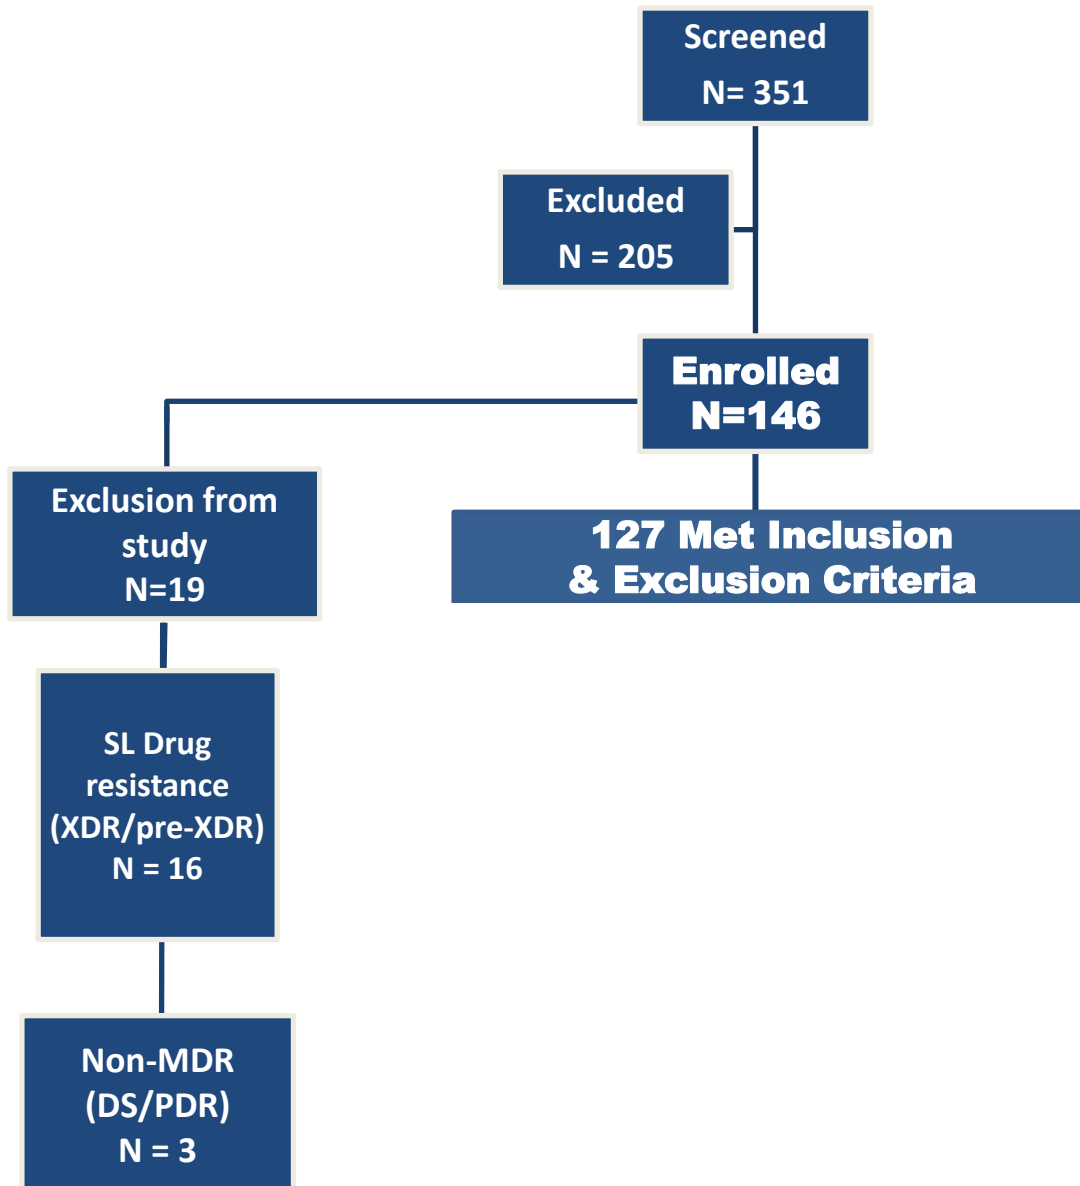 Screened
N= 351
Excluded
N = 205
Enrolled
N=146
Exclusion from
study
N=19
127 Met Inclusion
& Exclusion Criteria
SL Drug
resistance
(XDR/pre-XDR)
N = 16
Non-MDR
(DS/PDR)
N = 3